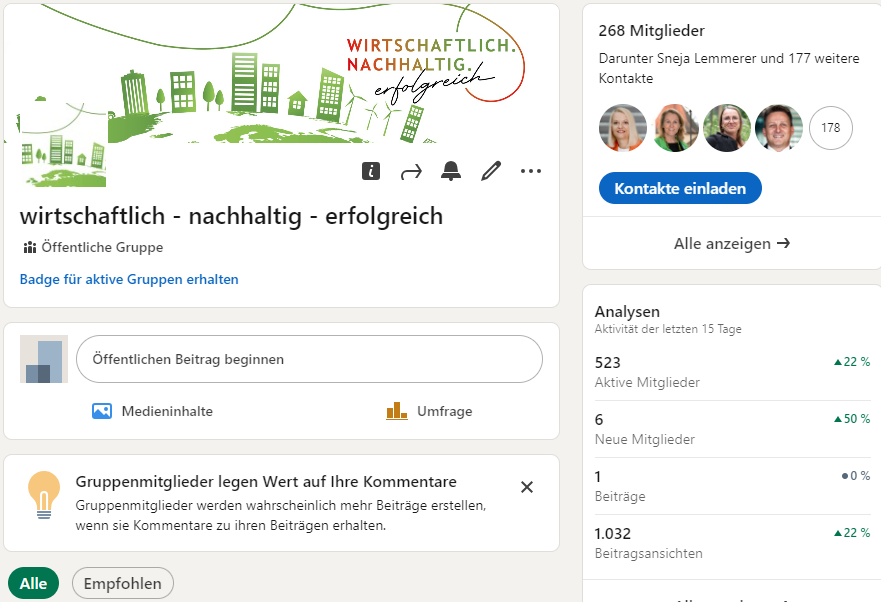 WIRTSCHAFTLICH.
NACHHALTIG.
erfolgreich
wirtschaftlich - nachhaltig - erfolgreich
Öffentliche Gruppe
Badge für aktive Gruppen erhalten
Öffentlichen Beitrag beginnen
Medieninhalte
Umfrage
Gruppenmitglieder legen Wert auf Ihre Kommentare
Gruppenmitglieder werden wahrscheinlich mehr Beiträge erstellen,
wenn sie Kommentare zu ihren Beiträgen erhalten.
Alle
Empfohlen
268 Mitglieder
Darunter Sneja Lemmerer und 177 weitere
Kontakte
178
Kontakte einladen
Alle anzeigen →
Analysen
Aktivität der letzten 15 Tage
523 ▲22 %
Aktive Mitglieder
6 ▲50 %
Neue Mitglieder
1 ●0 %
Beiträge
1.032 ▲22 %
Beitragsansichten